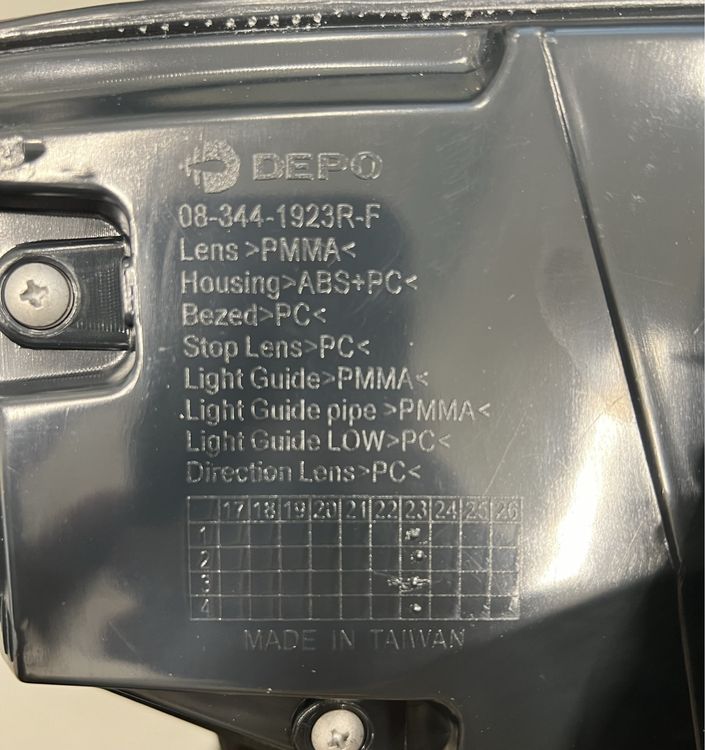 DEPO
08-344-1923R-F
Lens >PMMA<
Housing>ABS+PC<
Bezed>PC<
Stop Lens>PC<
Light Guide>PMMA<
.Light Guide pipe >PMMA<
Light Guide LOW>PC<
Direction Lens>PC<
17 18 19 20 21 22 23 24 25 26
1
2
3
4
MADE IN TAIWAN